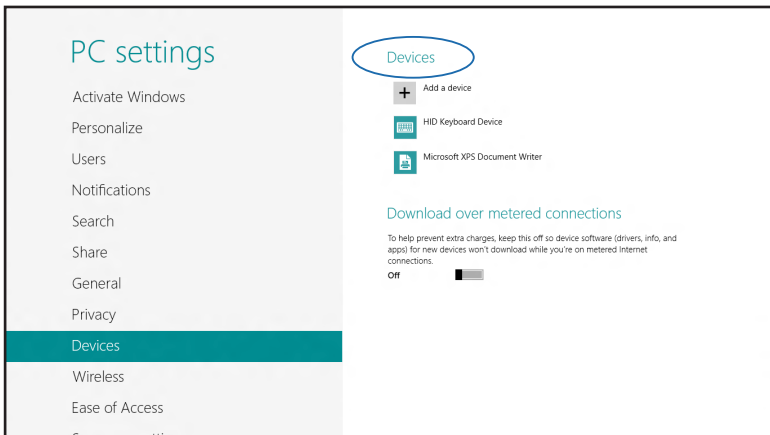 PC settings
Activate Windows
Personalize
Users
Notifications
Search
Share
General
Privacy
Devices
Wireless
Ease of Access
Devices
Add a device
HID Keyboard Device
Microsoft XPS Document Writer
Download over metered connections
To help prevent extra charges, keep this off so device software (drivers, info, and
apps) for new devices won't download while you're on metered Internet
connections.
Off